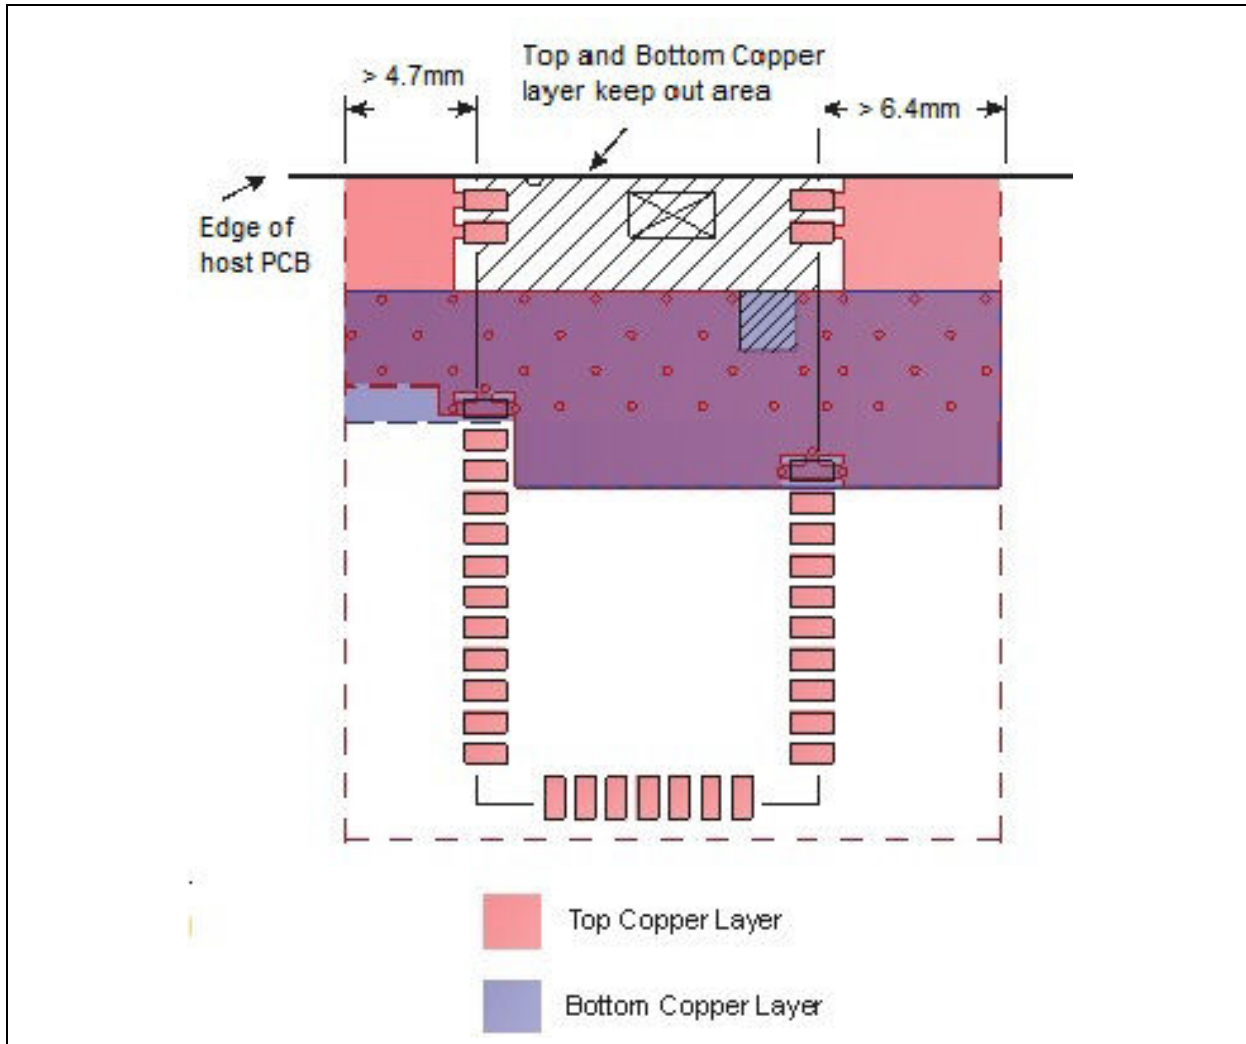 Top and Bottom Copper
layer keep out area
> 4.7mm
> 6.4mm
Edge of
host PCB
Top Copper Layer
Bottom Copper Layer